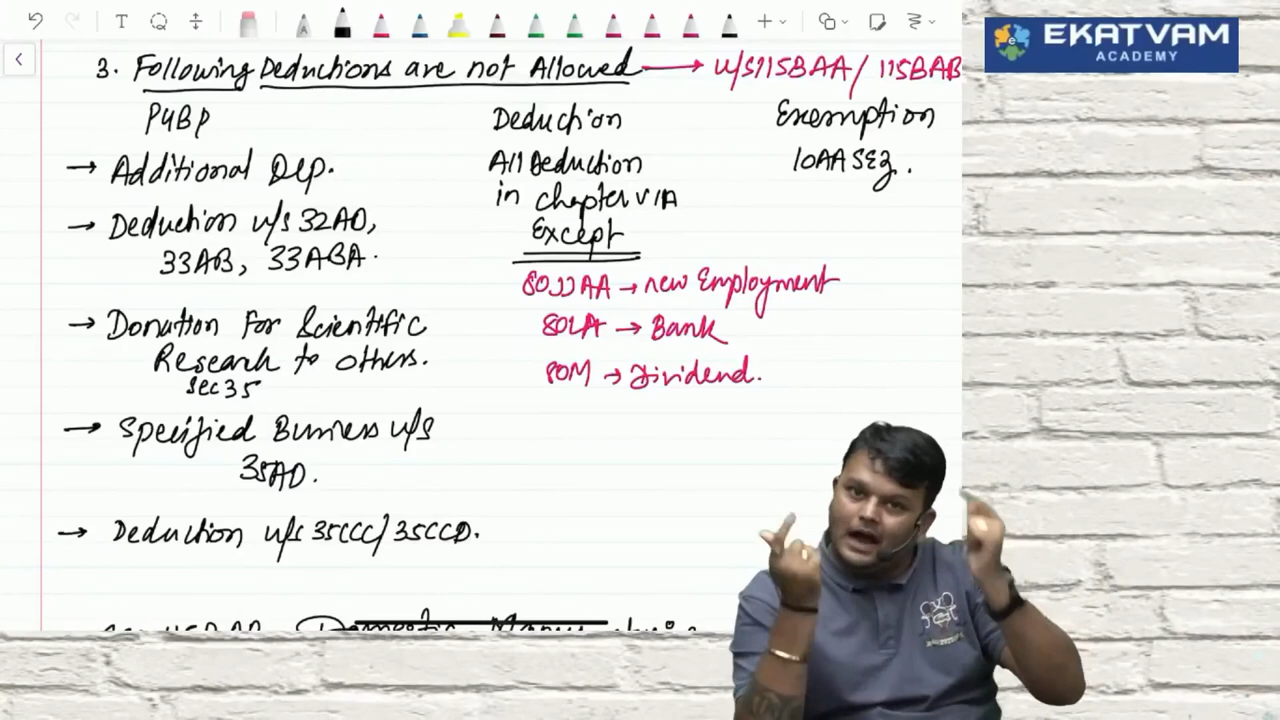 EKATVAM
ACADEMY
3. Following Deductions are not Allowed → u/s 115BAA/ 115BAB
PGBP
→ Additional Dep.
→ Deduction u/s 32AD,
33AB, 33ABA.
→ Donation For Scientific
Research to others.
sec 35
→ Specified Business u/s
35AD.
→ Deduction u/s 35CCC/35CCD.
Deduction
All Deduction
in chapter VIA
Except
80JJAA → new Employment
80LA → Bank
80M → Dividend.
Exemption
10AA SEZ.